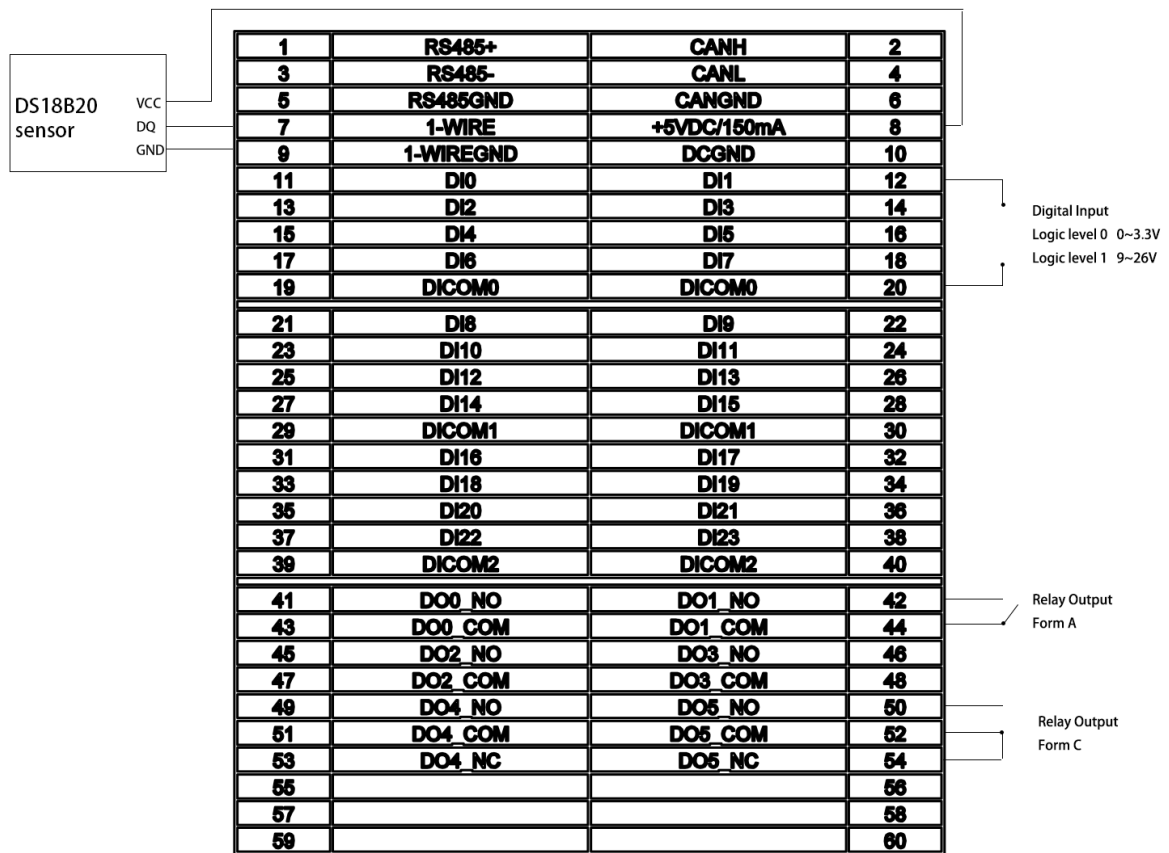 1 RS485+ CANH 2
3 RS485- CANL 4
DS18B20 sensor
VCC
DQ
GND
5 RS485GND CANGND 6
7 1-WIRE +5VDC/150mA 8
9 1-WIREGND DCGND 10
11 DI0 DI1 12
13 DI2 DI3 14
Digital Input
15 DI4 DI5 16
Logic level 0 0~3.3V
17 DI6 DI7 18
Logic level 1 9~26V
19 DICOM0 DICOM0 20
21 DI8 DI9 22
23 DI10 DI11 24
25 DI12 DI13 26
27 DI14 DI15 28
29 DICOM1 DICOM1 30
31 DI16 DI17 32
33 DI18 DI19 34
35 DI20 DI21 36
37 DI22 DI23 38
39 DICOM2 DICOM2 40
41 DO0_NO DO1_NO 42
Relay Output
43 DO0_COM DO1_COM 44
Form A
45 DO2_NO DO3_NO 46
47 DO2_COM DO3_COM 48
49 DO4_NO DO5_NO 50
Relay Output
51 DO4_COM DO5_COM 52
Form C
53 DO4_NC DO5_NC 54
55 56
57 58
59 60